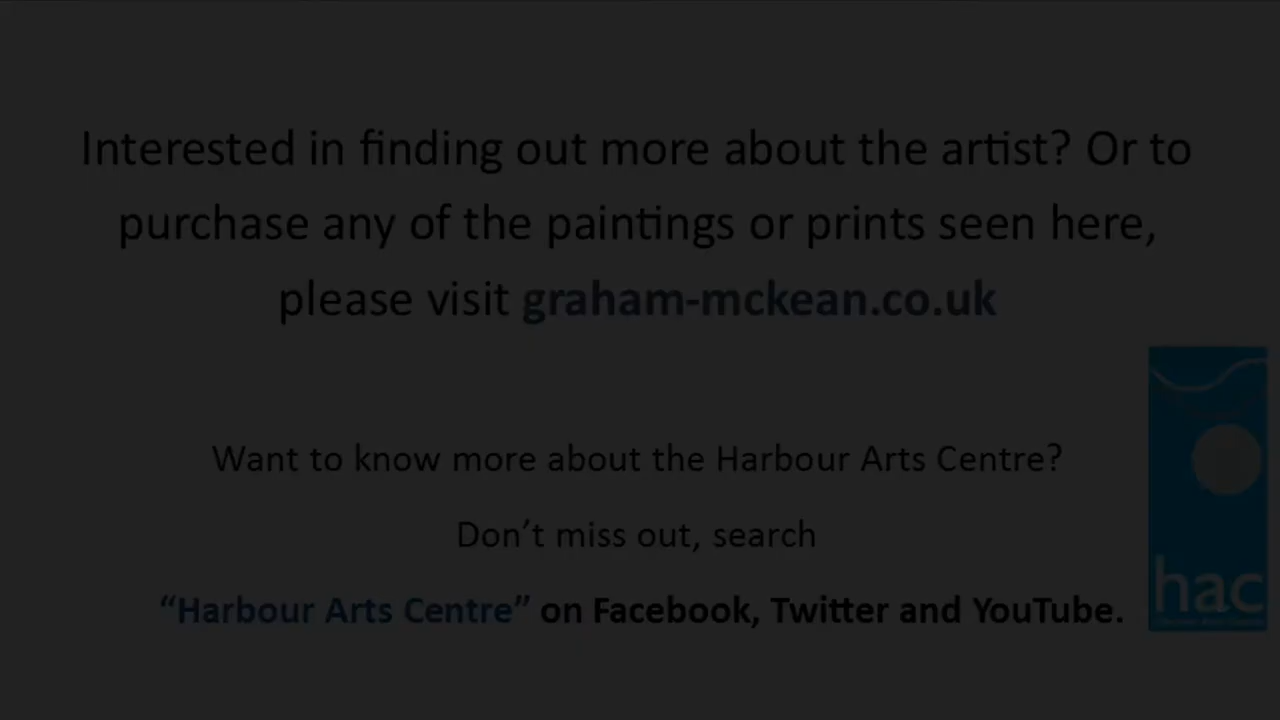 Interested in finding out more about the artist? Or to
purchase any of the paintings or prints seen here,
please visit graham-mckean.co.uk
Want to know more about the Harbour Arts Centre?
Don’t miss out, search
“Harbour Arts Centre” on Facebook, Twitter and YouTube.
hac